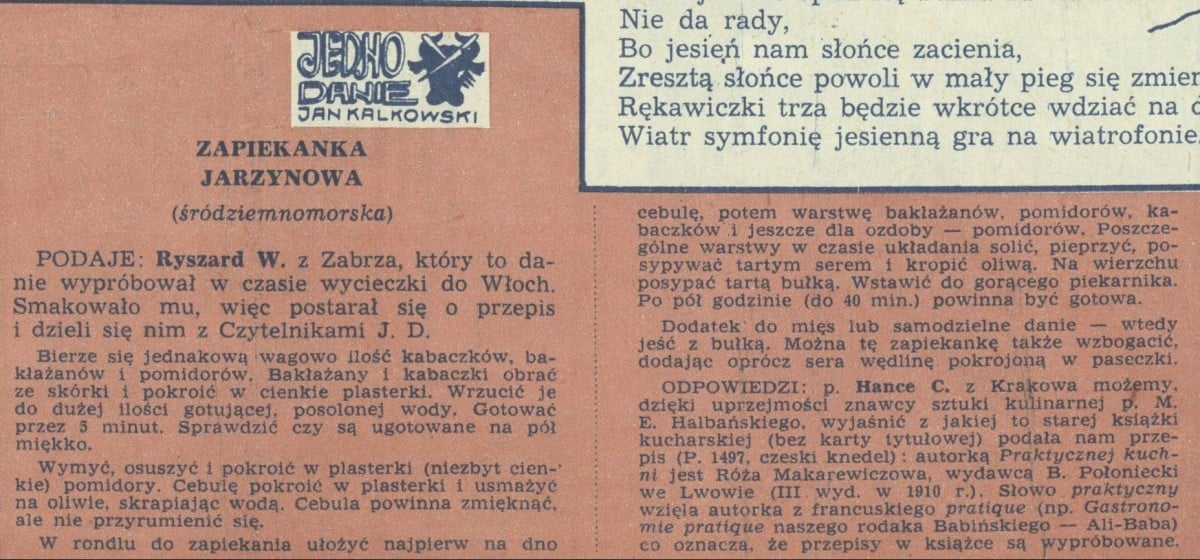 JEDNO
DANIE
JAN KALKOWSKI
ZAPIEKANKA
JARZYNOWA
(śródziemnomorska)
PODAJE: Ryszard W. z Zabrza, który to da-
nie wypróbował w czasie wycieczki do Włoch.
Smakowało mu, więc postarał się o przepis
i dzieli się nim z Czytelnikami J. D.
Bierze się jednakową wagowo ilość kabaczków, ba-
kłażanów i pomidorów. Bakłażany i kabaczki obrać
ze skórki i pokroić w cienkie plasterki. Wrzucić je
do dużej ilości gotującej, posolonej wody. Gotować
przez 5 minut. Sprawdzić czy są ugotowane na pół
miękko.
Wymyć, osuszyć i pokroić w plasterki (niezbyt cien-
kie) pomidory. Cebulę pokroić w plasterki i usmażyć
na oliwie, skrapiając wodą. Cebula powinna zmięknąć,
ale nie przyrumienić się.
W rondlu do zapiekania ułożyć najpierw na dno
cebulę, potem warstwę bakłażanów, pomidorów, ka-
baczków i jeszcze dla ozdoby — pomidorów. Poszcze-
gólne warstwy w czasie układania solić, pieprzyć, po-
sypywać tartym serem i kropić oliwą. Na wierzchu
posypać tartą bułką. Wstawić do gorącego piekarnika.
Po pół godzinie (do 40 min.) powinna być gotowa.
Dodatek do mięs lub samodzielne danie — wtedy
jeść z bułką. Można tę zapiekankę także wzbogacić,
dodając oprócz sera wędlinę pokrojoną w paseczki.
ODPOWIEDZI: p. Hance C. z Krakowa możemy,
dzięki uprzejmości znawcy sztuki kulinarnej p. M.
E. Halbańskiego, wyjaśnić z jakiej to starej książki
kucharskiej (bez karty tytułowej) podała nam prze-
pis (P. 1497, czeski knedel): autorką Praktycznej kuch-
ni jest Róża Makarewiczowa, wydawcą B. Połoniecki
we Lwowie (III wyd. w 1910 r.). Słowo praktyczny
wzięła autorka z francuskiego pratique (np. Gastrono-
mie pratique naszego rodaka Babińskiego — Ali-Baba)
co oznacza, że przepisy w książce są wypróbowane.
Nie da rady,
Bo jesień nam słońce zacienia,
Zresztą słońce powoli w mały pieg się
Rękawiczki trza będzie wkrótce wdziać na
Wiatr symfonię jesienną gra na wiatrofonie.